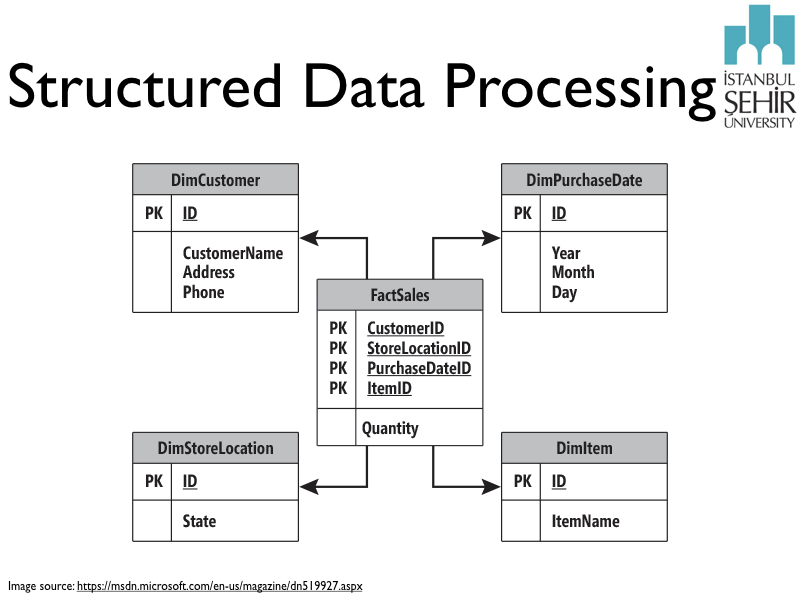 Structured Data Processing
İSTANBUL
ŞEHİR
UNIVERSITY
DimCustomer
PK ID
CustomerName
Address
Phone
DimPurchaseDate
PK ID
Year
Month
Day
FactSales
PK CustomerID
PK StoreLocationID
PK PurchaseDateID
PK ItemID
Quantity
DimStoreLocation
PK ID
State
DimItem
PK ID
ItemName
Image source: https://msdn.microsoft.com/en-us/magazine/dn519927.aspx